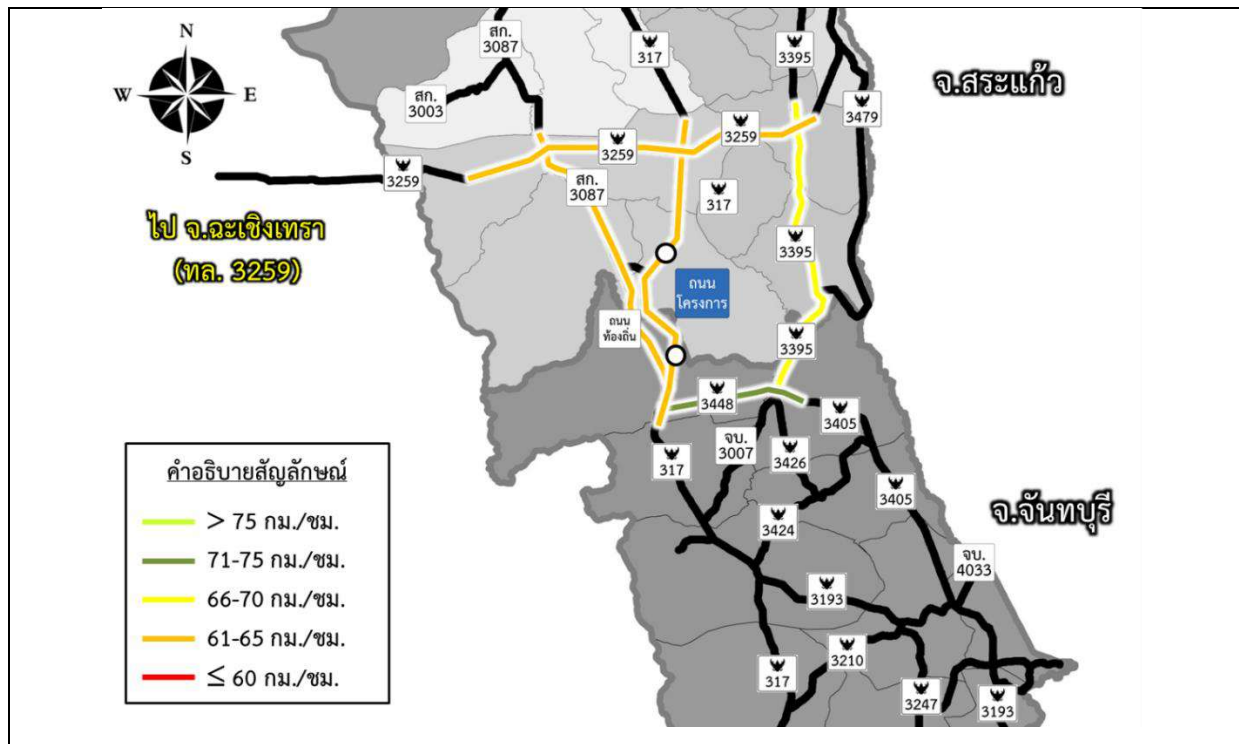 N
W
E
S
สก.
3087
317
3395
จ.สระแก้ว
สก.
3003
3479
3259
3259
3259
สก.
3087
317
ไป จ.ฉะเชิงเทรา
(ทล. 3259)
3395
ถนน
โครงการ
ถนน
ท้องถิ่น
3395
3448
3405
จบ.
3007
317
3426
3405
3424
จ.จันทบุรี
จบ.
4033
3193
3210
317
3247
3193
คำอธิบายสัญลักษณ์
> 75 กม./ชม.
71-75 กม./ชม.
66-70 กม./ชม.
61-65 กม./ชม.
≤ 60 กม./ชม.